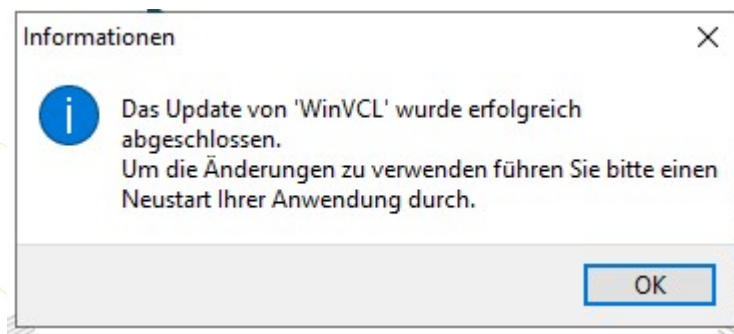 Informationen
Das Update von 'WinVCL' wurde erfolgreich
abgeschlossen.
Um die Änderungen zu verwenden führen Sie bitte einen
Neustart Ihrer Anwendung durch.
OK